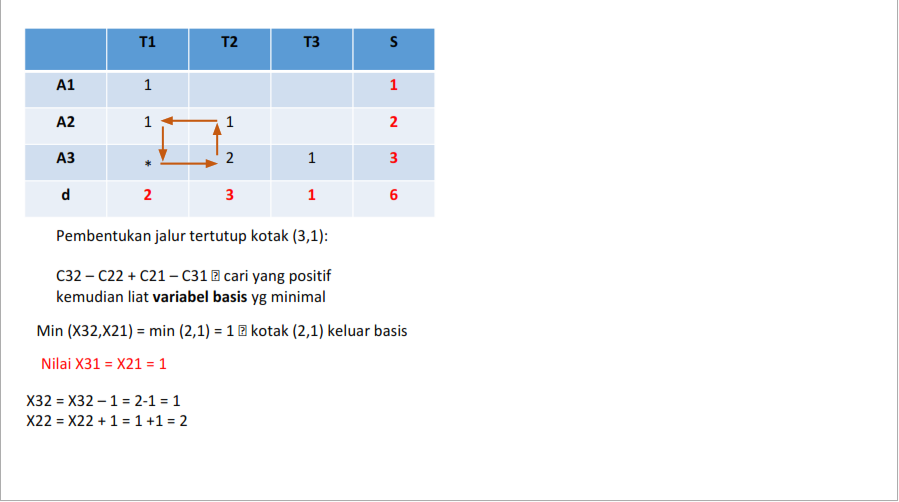 T1 T2 T3 S
A1 1 1
A2 1 1 2
A3 * 2 1 3
d 2 3 1 6
Pembentukan jalur tertutup kotak (3,1):
C32 – C22 + C21 – C31 ⍰ cari yang positif
kemudian liat variabel basis yg minimal
Min (X32,X21) = min (2,1) = 1 ⍰ kotak (2,1) keluar basis
Nilai X31 = X21 = 1
X32 = X32 – 1 = 2-1 = 1
X22 = X22 + 1 = 1 +1 = 2